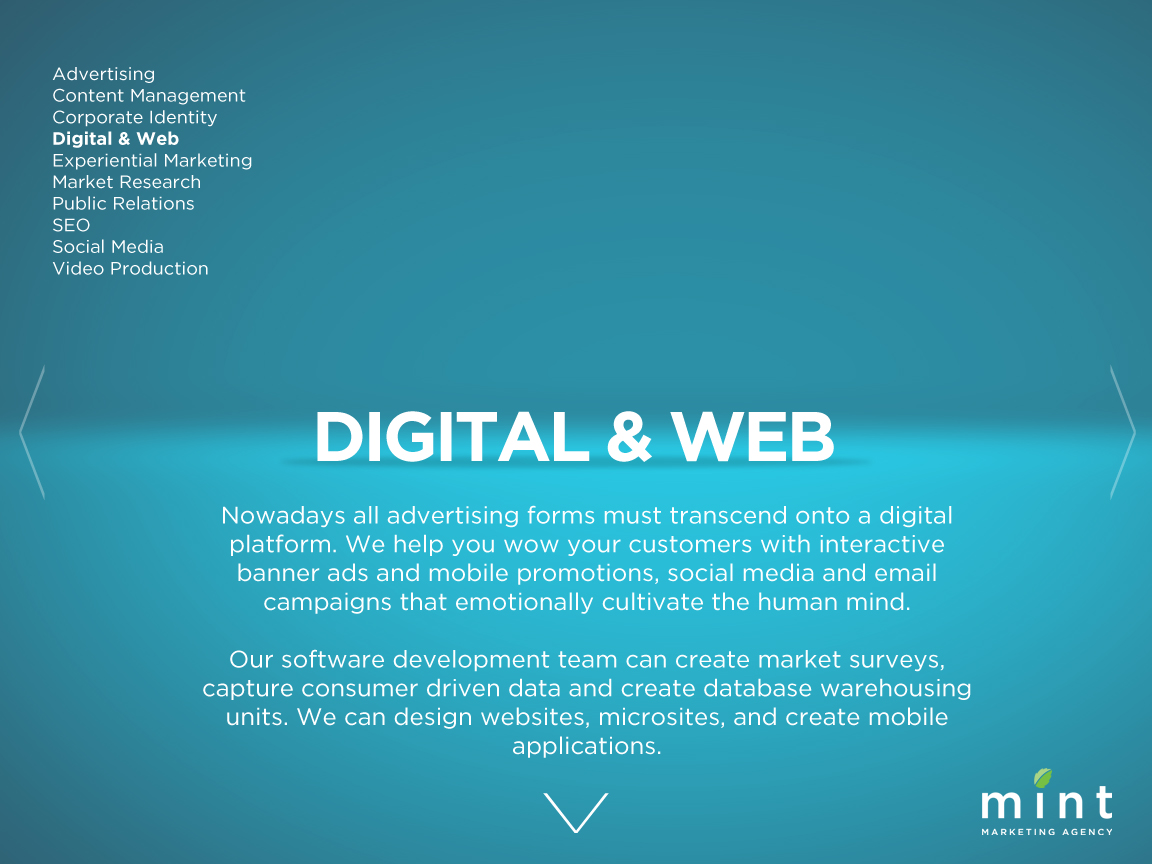 Advertising
Content Management
Corporate Identity
Digital & Web
Experiential Marketing
Market Research
Public Relations
SEO
Social Media
Video Production
DIGITAL & WEB
Nowadays all advertising forms must transcend onto a digital
platform. We help you wow your customers with interactive
banner ads and mobile promotions, social media and email
campaigns that emotionally cultivate the human mind.
Our software development team can create market surveys,
capture consumer driven data and create database warehousing
units. We can design websites, microsites, and create mobile
applications.
mint
MARKETING AGENCY